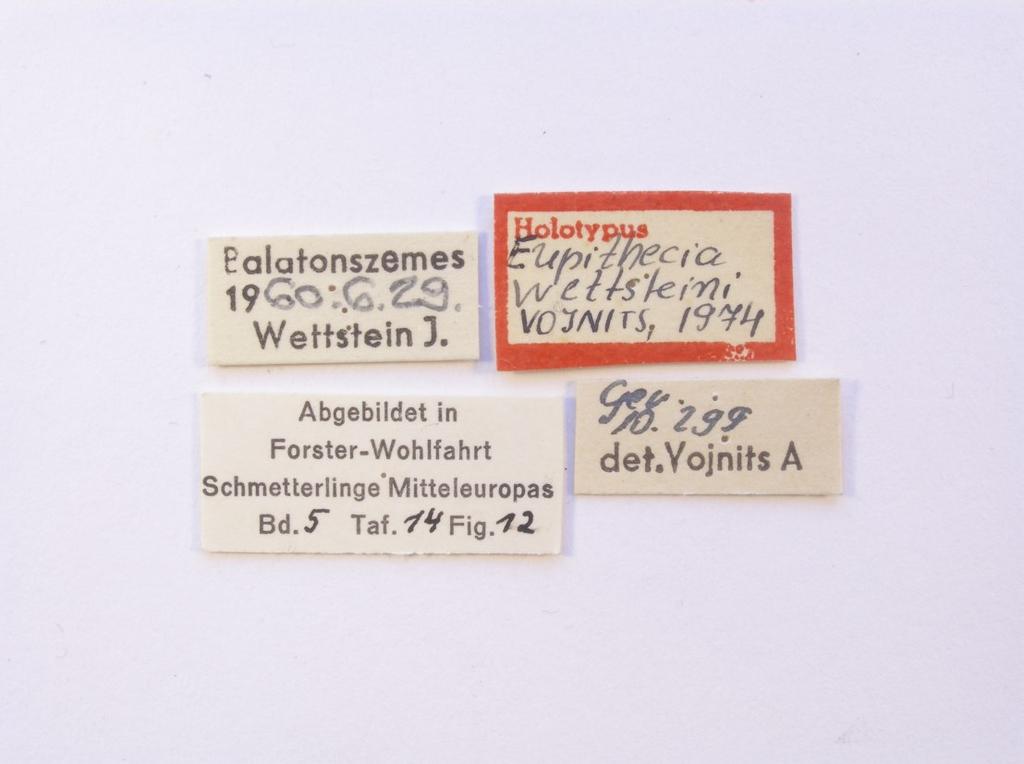 Balatonszemes
1960.6.29.
Wettstein J.
Holotypus
Eupithecia
wettsteini
VOJNITS, 1974
Abgebildet in
Forster-Wohlfahrt
Schmetterlinge Mitteleuropas
Bd. 5 Taf. 14 Fig. 12
Gen.
10. 299
det. Vojnits A